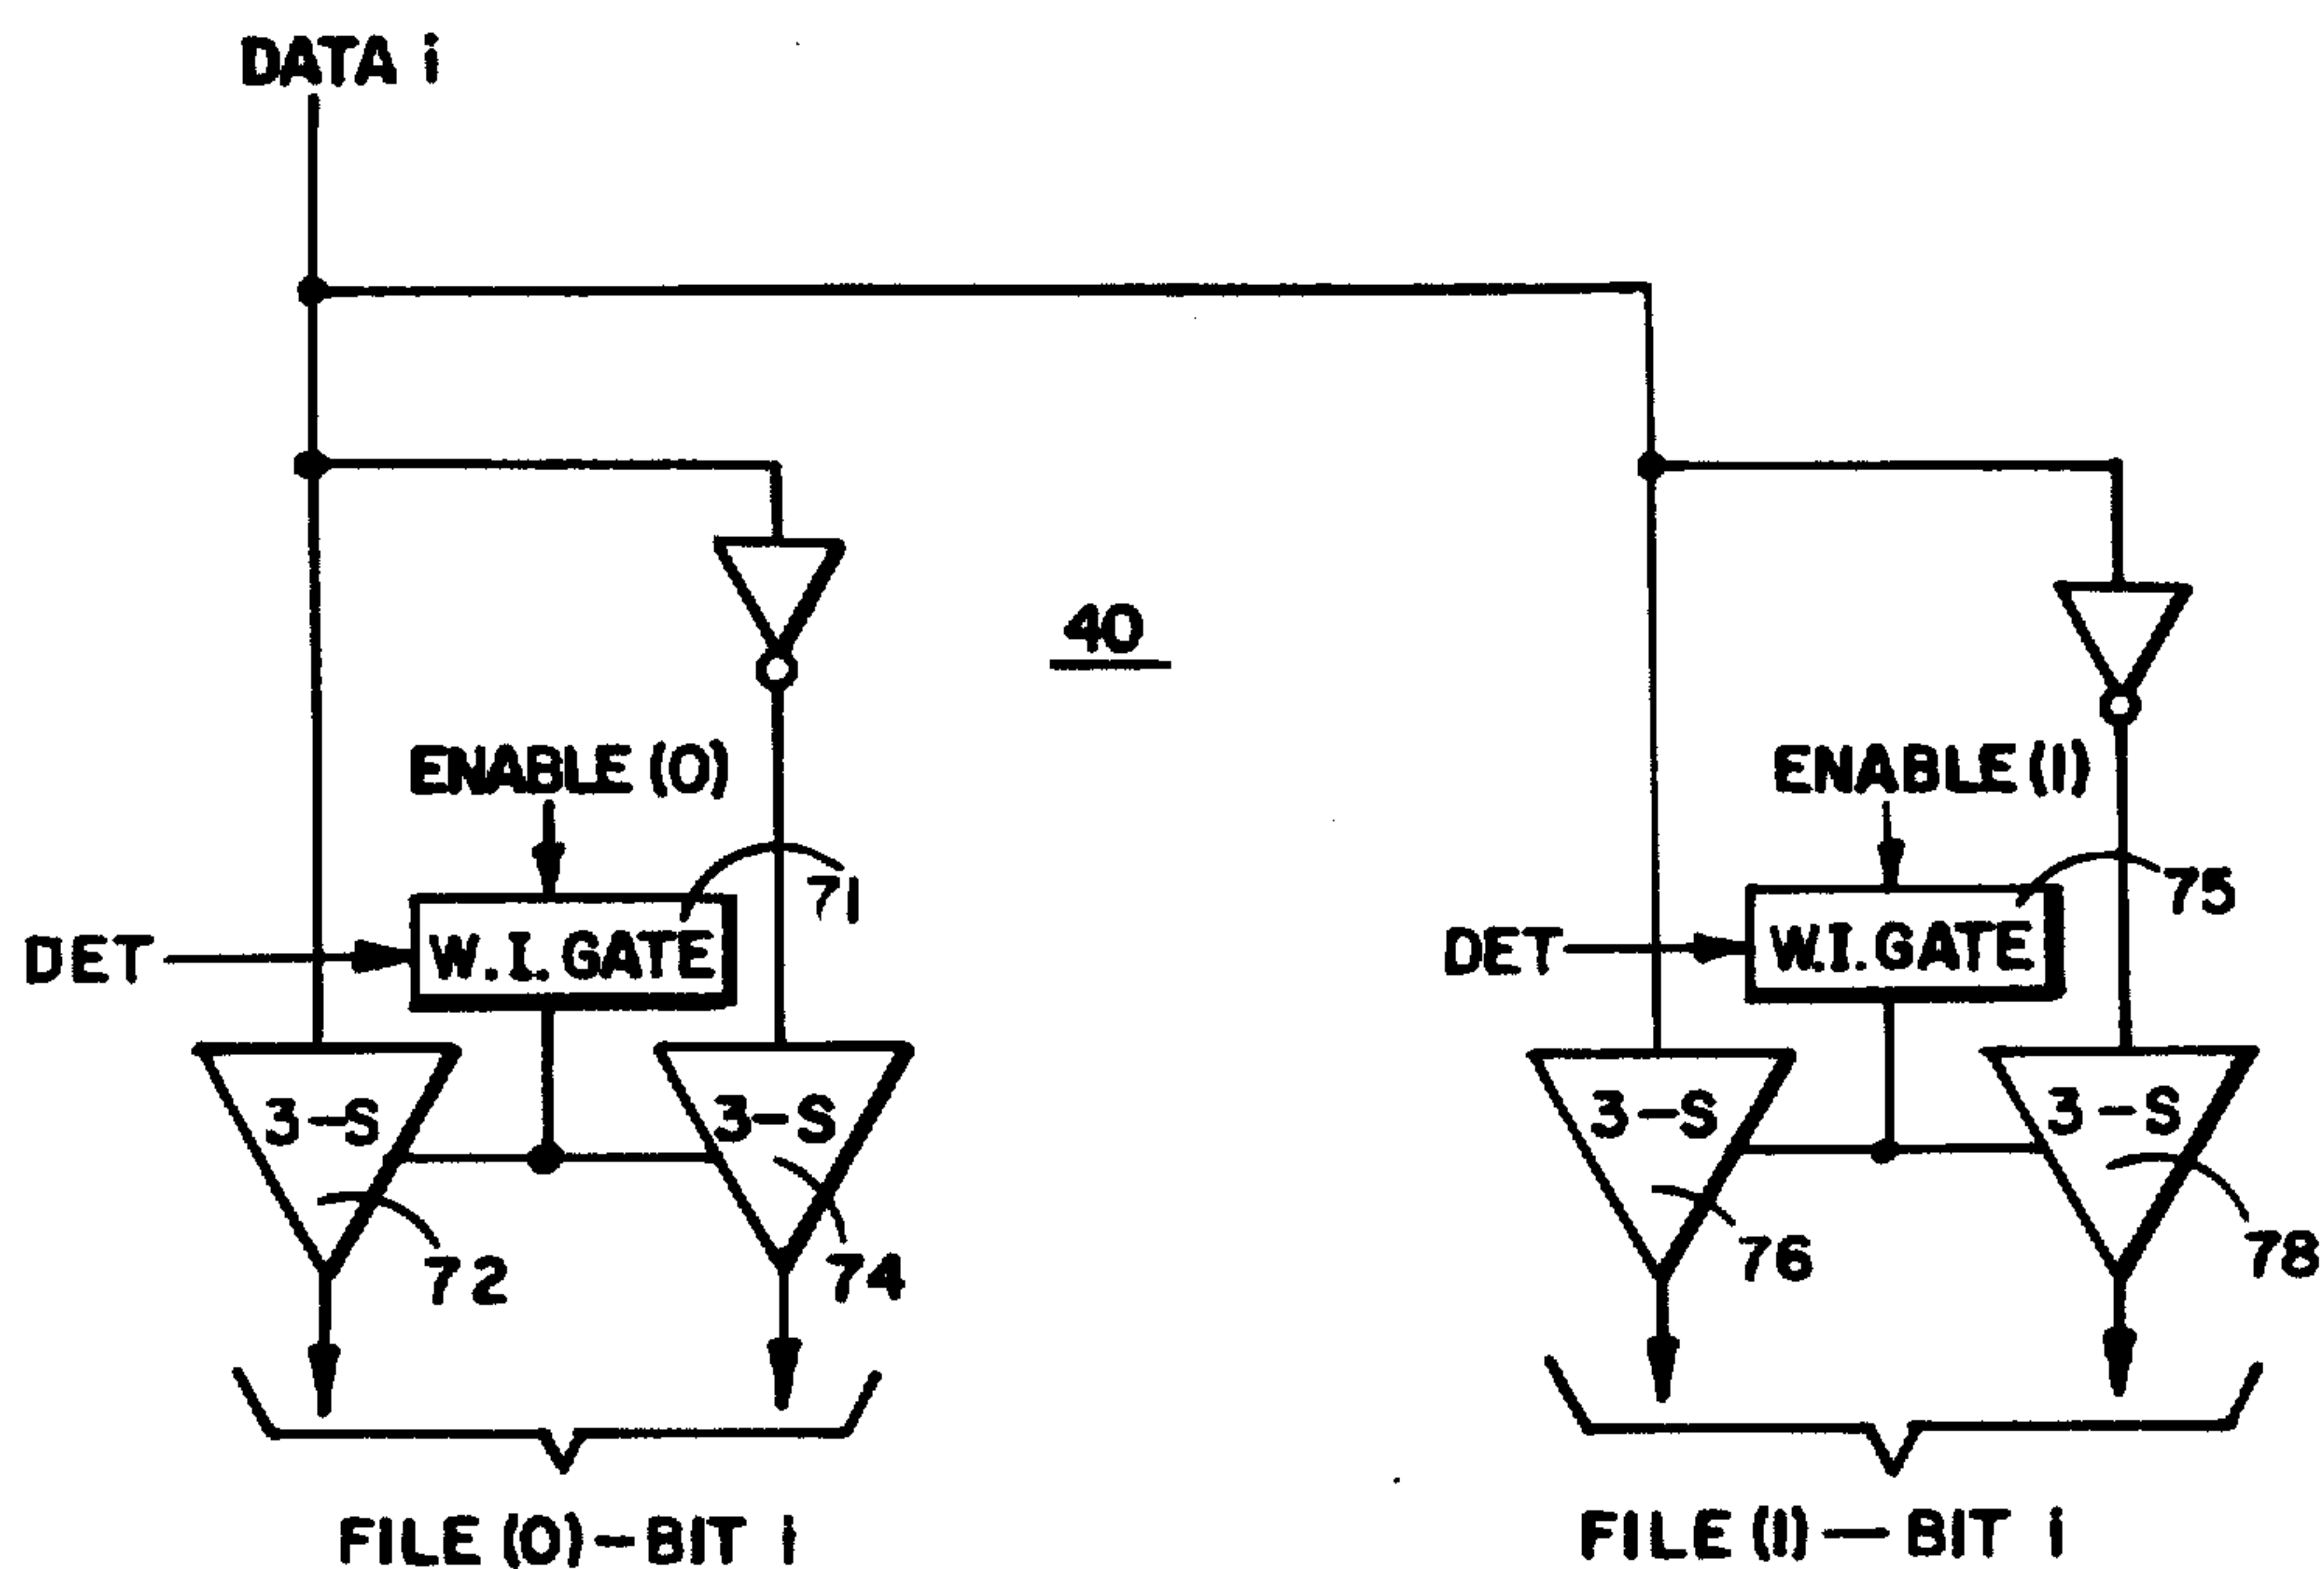 DATA i
40
ENABLE (0)
ENABLE (1)
71
75
DET
W.I.GATE
DET
W.I.GATE
3-S
3-S
3-S
3-S
72
74
76
78
FILE (0)-BIT i
FILE (1)-BIT i